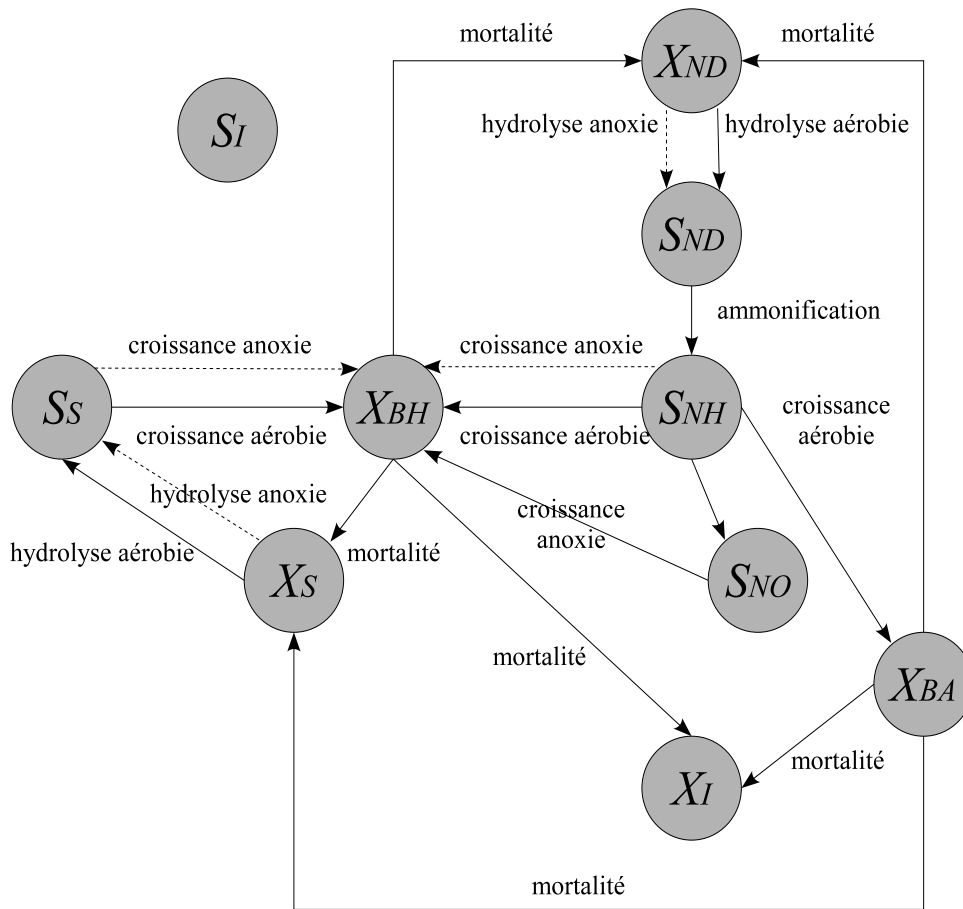 mortalité
mortalité
XND
SI
hydrolyse anoxie
hydrolyse aérobie
SND
ammonification
croissance anoxie
croissance anoxie
SS
XBH
SNH
croissance
aérobie
croissance aérobie
croissance aérobie
hydrolyse anoxie
croissance
anoxie
hydrolyse aérobie
mortalité
XS
SNO
mortalité
XBA
mortalité
XI
mortalité